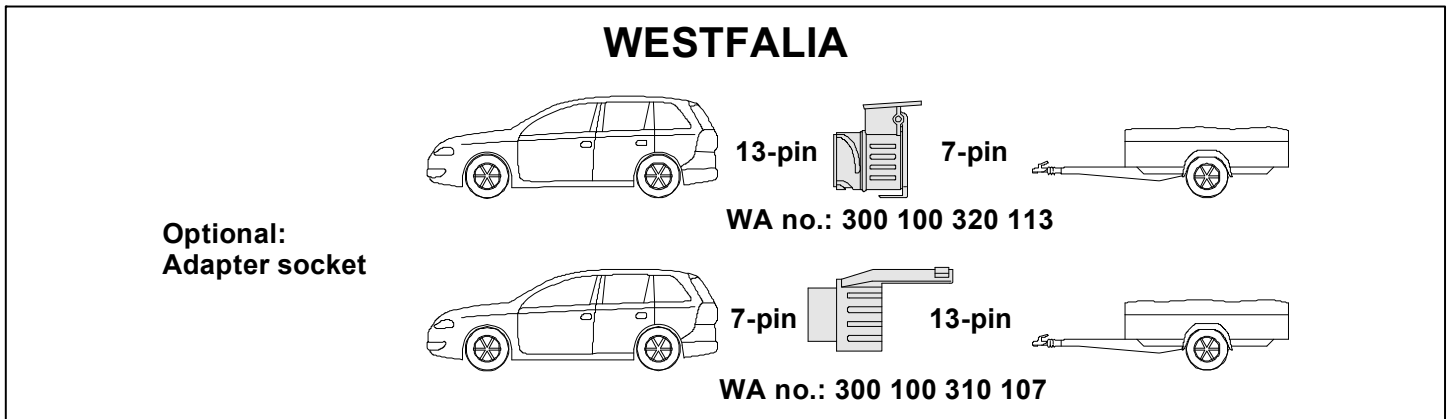 WESTFALIA
13-pin
7-pin
WA no.: 300 100 320 113
Optional:
Adapter socket
7-pin
13-pin
WA no.: 300 100 310 107